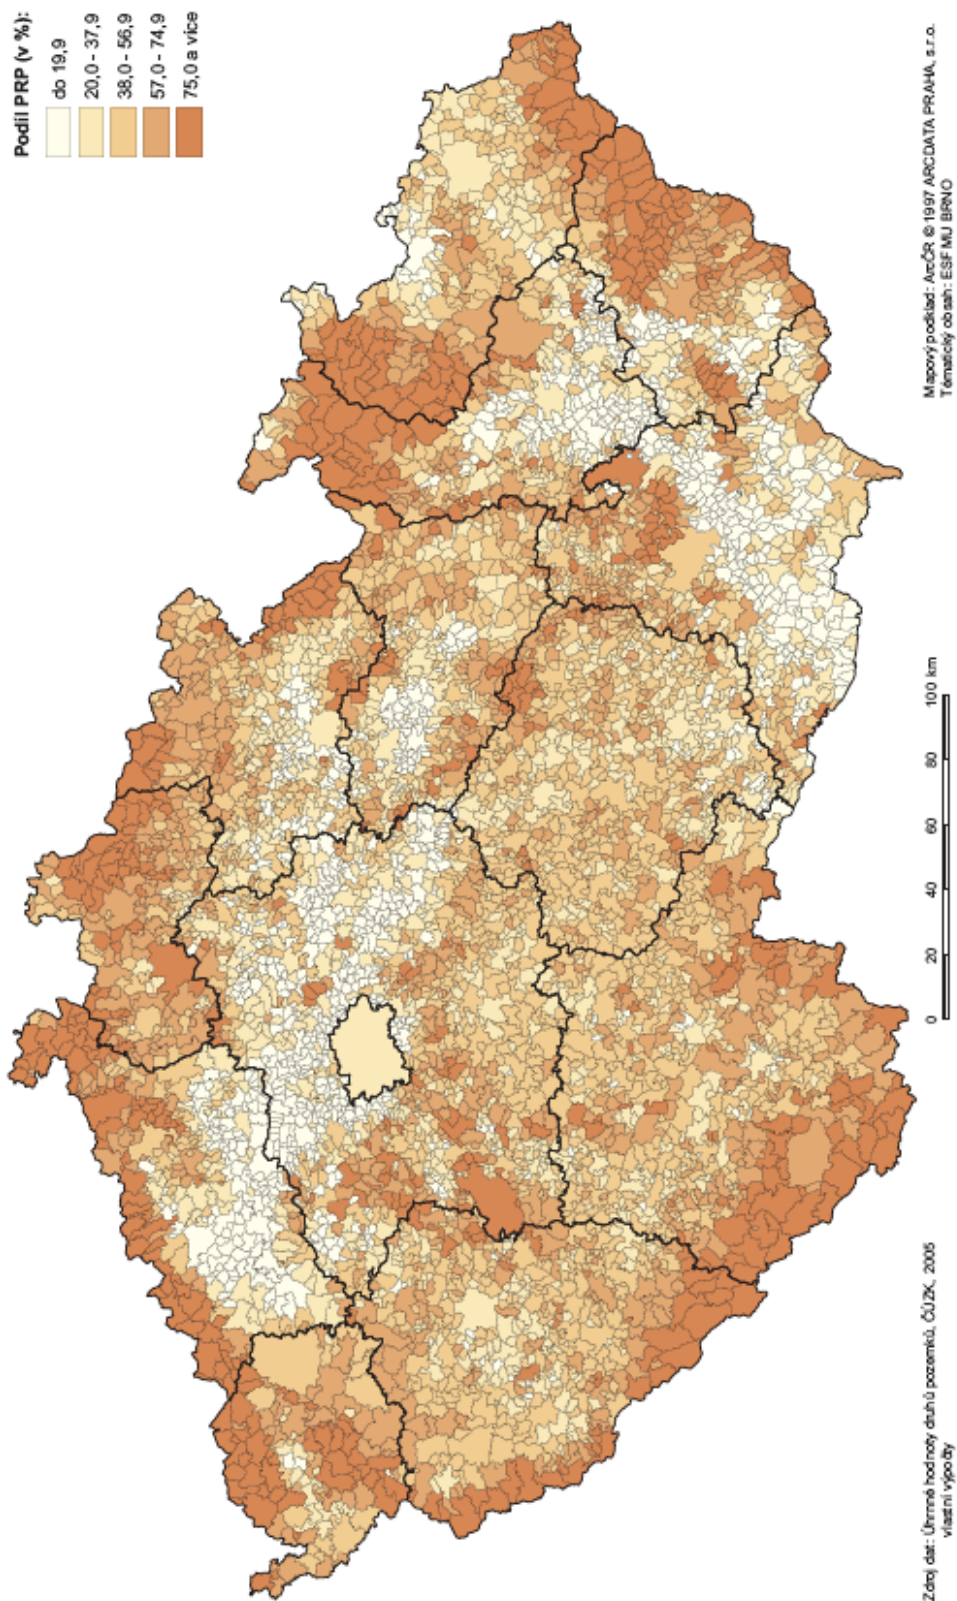 Podíl PRP (v %):
do 19,9
20,0 - 37,9
38,0 - 56,9
57,0 - 74,9
75,0 a více
0 20 40 60 80 100 km
Zdroj dat: Úhrnné hodnoty druhů pozemků, ČÚZK, 2005
vlastní výpočty
Mapový podklad: ArcČR © 1997 ARCDATA PRAHA, s.r.o.
Tématický obsah: ESF MU BRNO